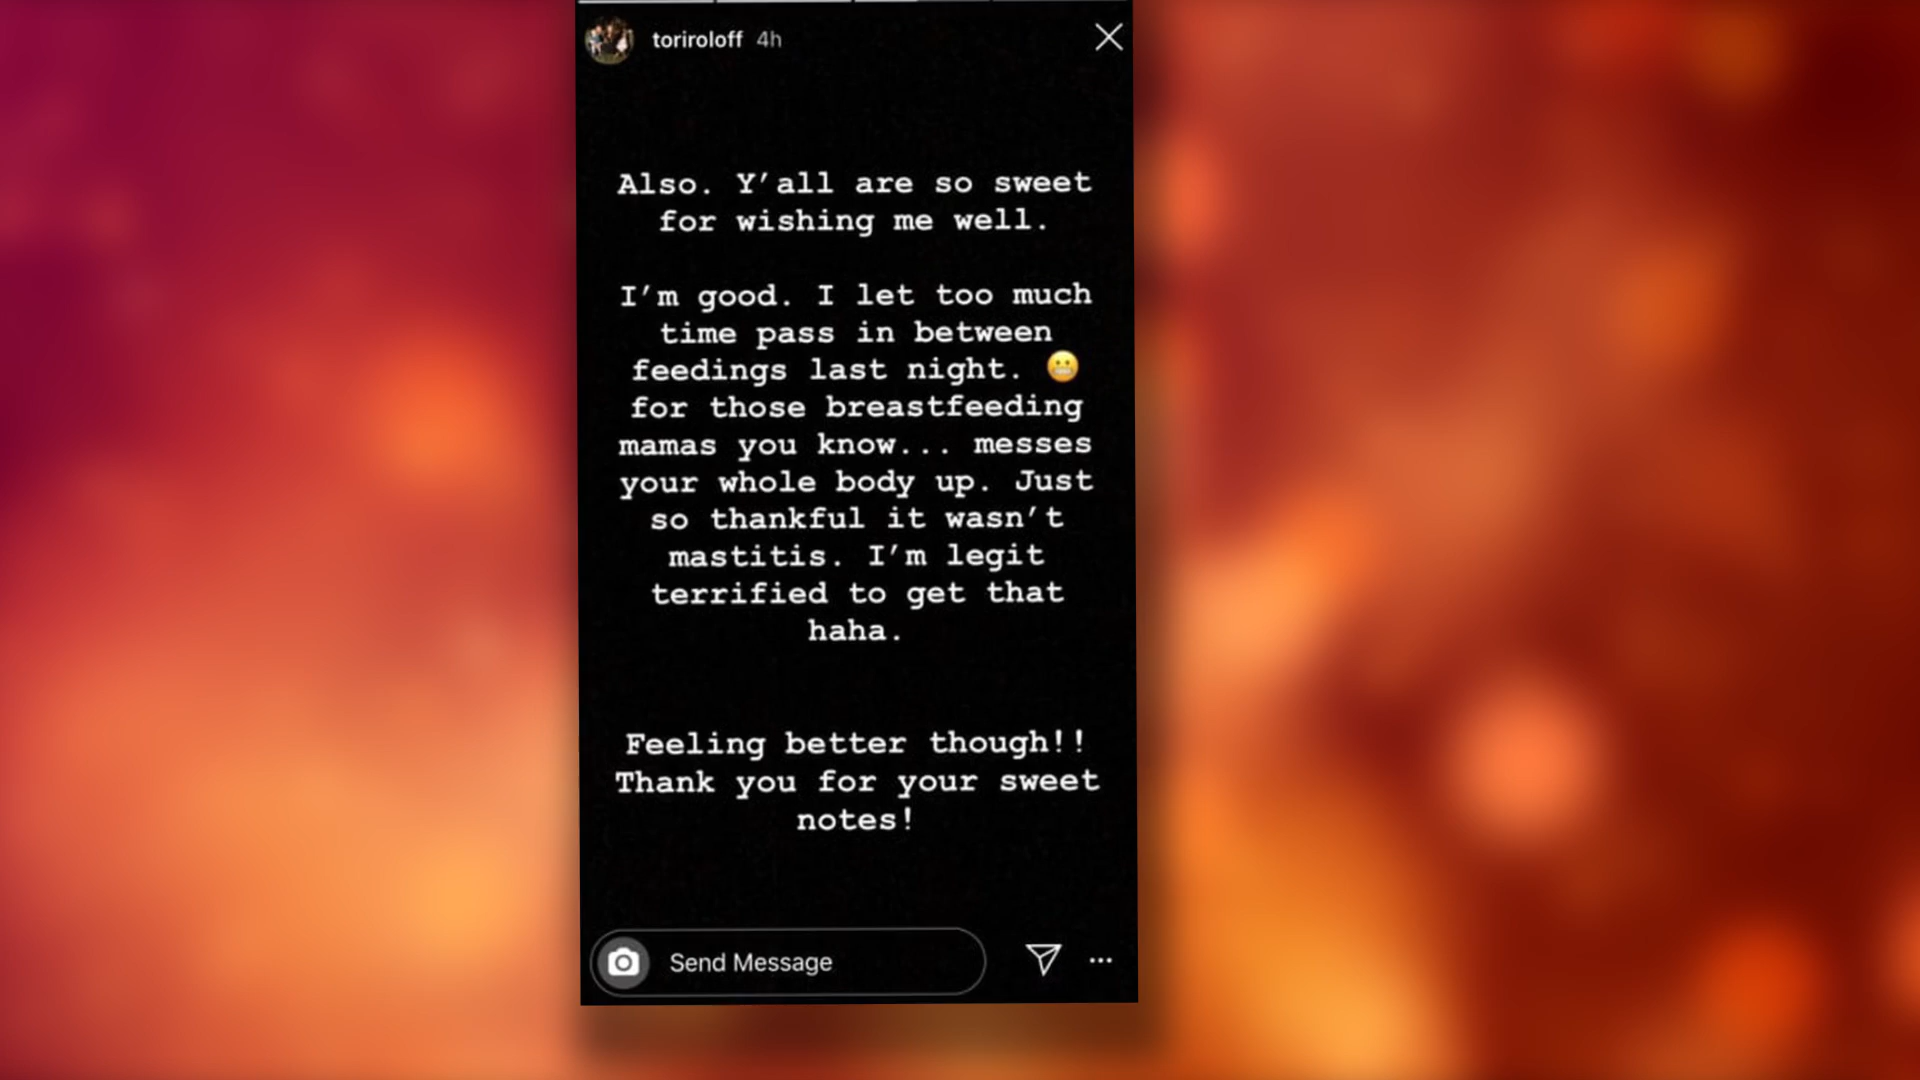 toriroloff 4h
Also. Y’all are so sweet
for wishing me well.
I’m good. I let too much
time pass in between
feedings last night. 😬
for those breastfeeding
mamas you know... messes
your whole body up. Just
so thankful it wasn’t
mastitis. I’m legit
terrified to get that
haha.
Feeling better though!!
Thank you for your sweet
notes!
Send Message